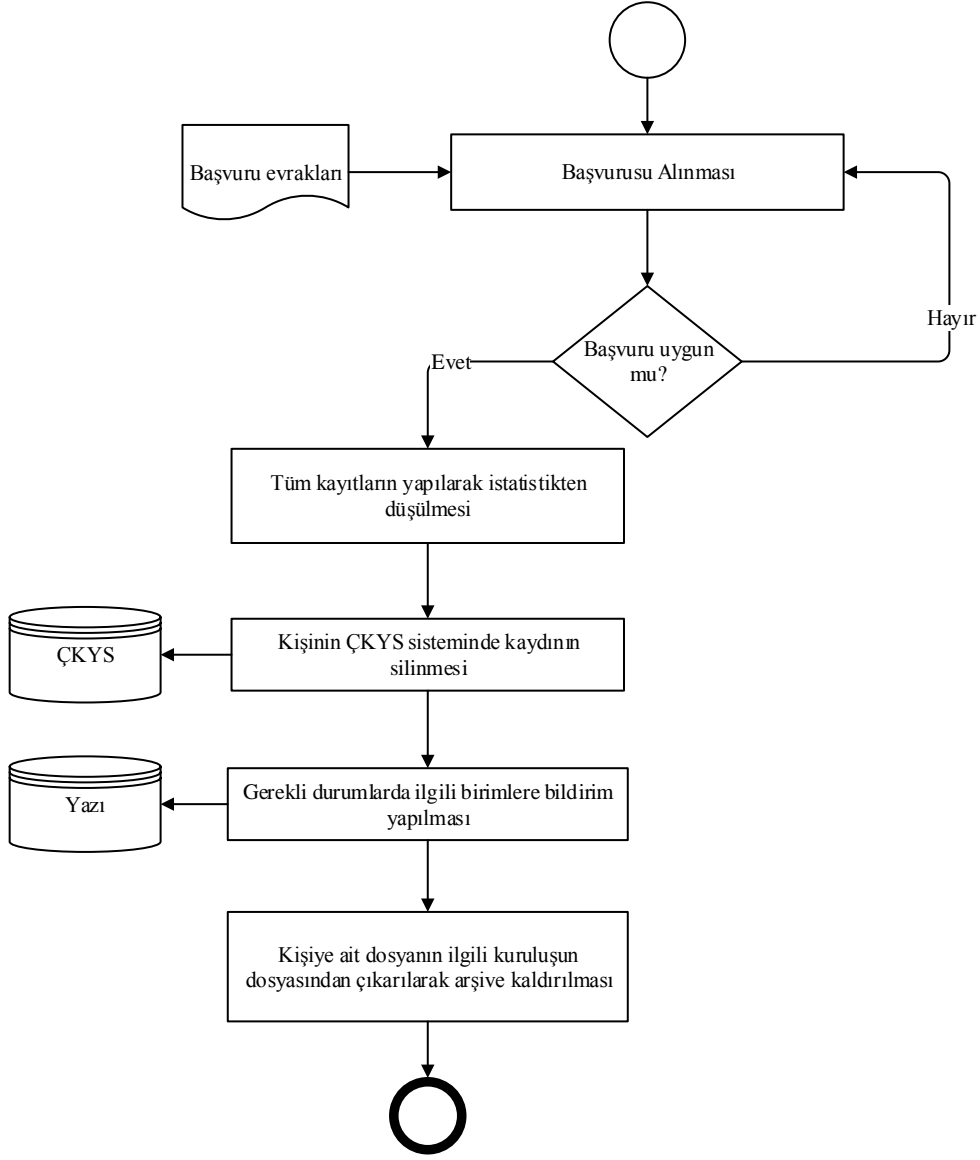 Başvuru evrakları
Başvurusu Alınması
Hayır
Başvuru uygun
mu?
Evet
Tüm kayıtların yapılarak istatistikten
düşülmesi
ÇKYS
Kişinin ÇKYS sisteminde kaydının
silinmesi
Yazı
Gerekli durumlarda ilgili birimlere bildirim
yapılması
Kişiye ait dosyanın ilgili kuruluşun
dosyasından çıkarılarak arşive kaldırılması